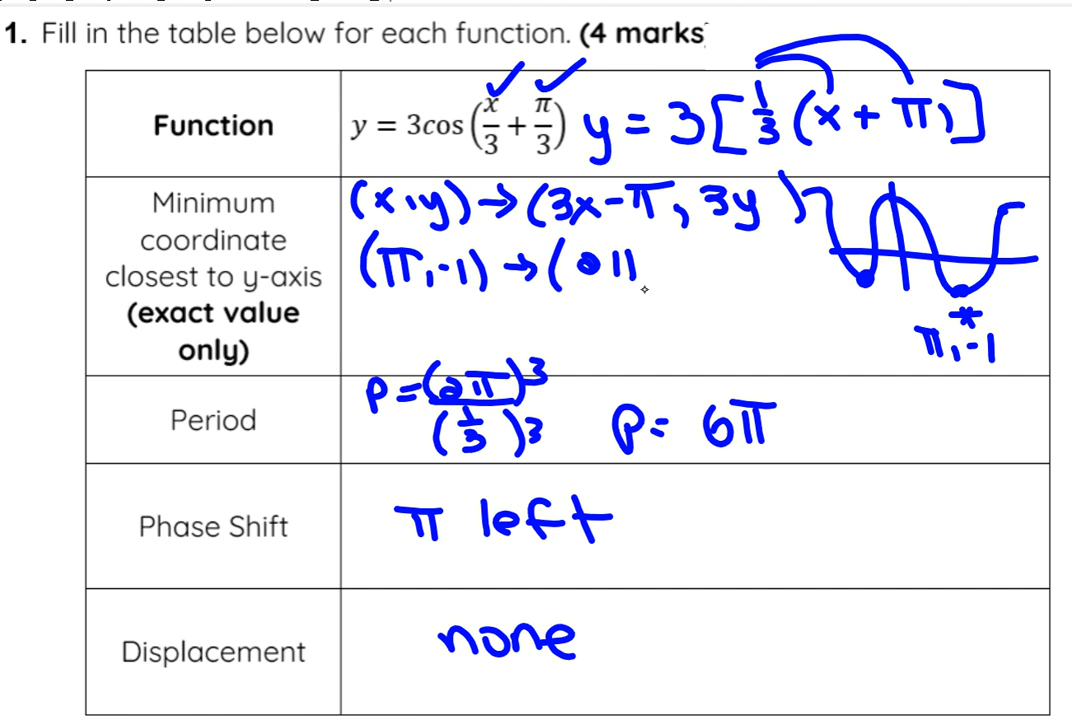 1. Fill in the table below for each function. (4 marks
Function
y = 3cos(x/3 + π/3) y = 3[1/3(x + π)]
Minimum
coordinate
closest to y-axis
(exact value
only)
(x,y) → (3x-π, 3y)
(π,-1) → (
π,-1
Period
P = (2π)3/(1/3)3 P = 6π
Phase Shift
π left
Displacement
none